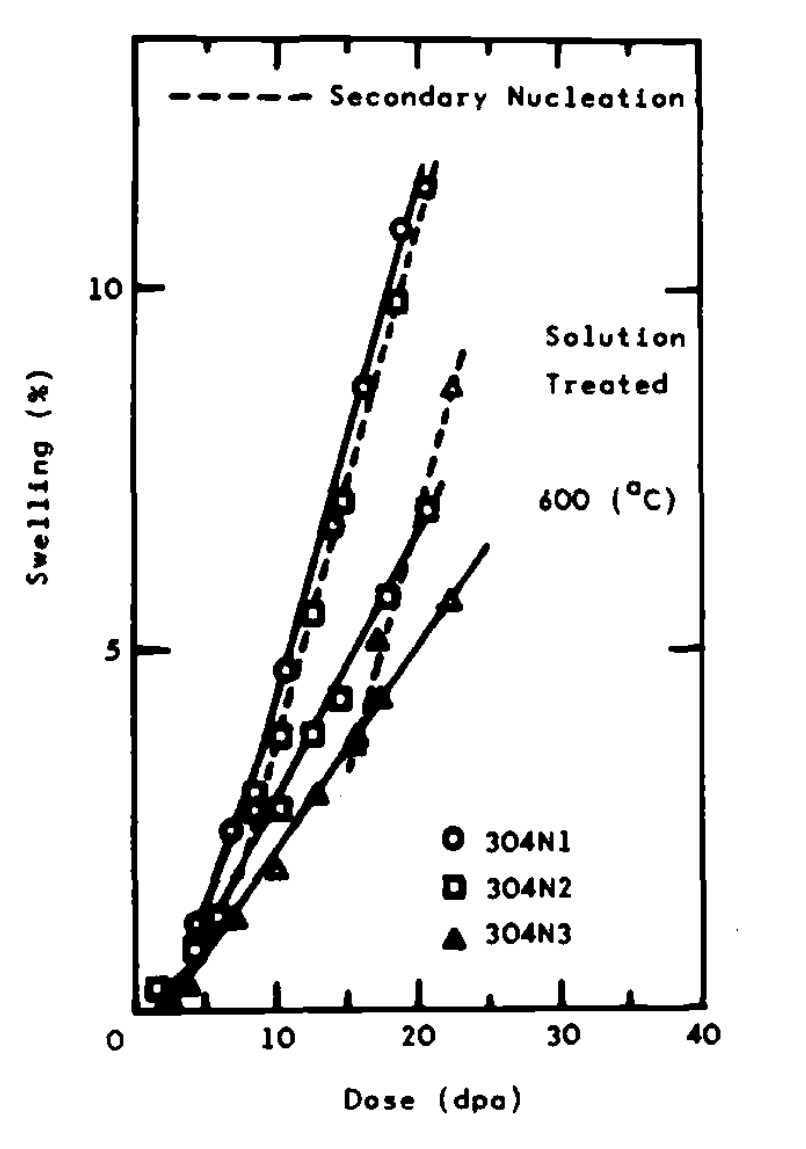 Secondary Nucleation
10
Solution
Treated
600 (°C)
Swelling (%)
5
304N1
304N2
304N3
0
10
20
30
40
Dose (dpa)